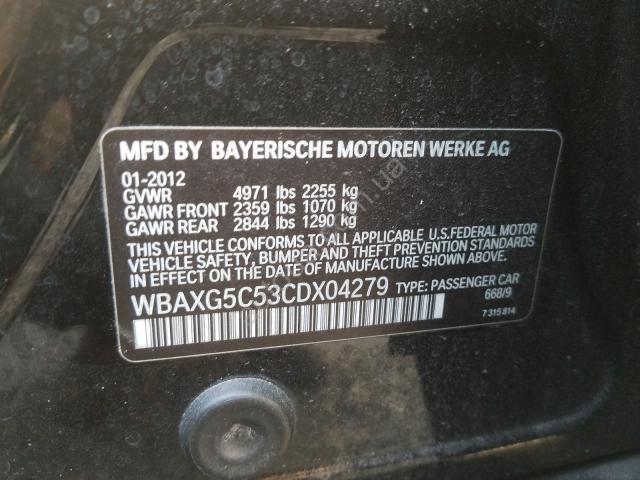 MFD BY BAYERISCHE MOTOREN WERKE AG
01-2012
GVWR 4971 lbs 2255 kg
GAWR FRONT 2359 lbs 1070 kg
GAWR REAR 2844 lbs 1290 kg
THIS VEHICLE CONFORMS TO ALL APPLICABLE U.S.FEDERAL MOTOR
VEHICLE SAFETY, BUMPER AND THEFT PREVENTION STANDARDS
IN EFFECT ON THE DATE OF MANUFACTURE SHOWN ABOVE.
WBAXG5C53CDX04279 TYPE: PASSENGER CAR
668/9
7 315 814